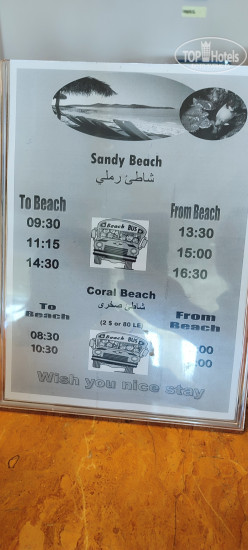 TOP Hotels
Sandy Beach
شاطئ رملي
To Beach
From Beach
09:30
13:30
11:15
15:00
14:30
16:30
Beach BUS
Coral Beach
شاطئ صخري
To Beach
From Beach
(2 $ or 80 LE)
08:30
:00
10:30
:00
Beach BUS
Wish you nice stay